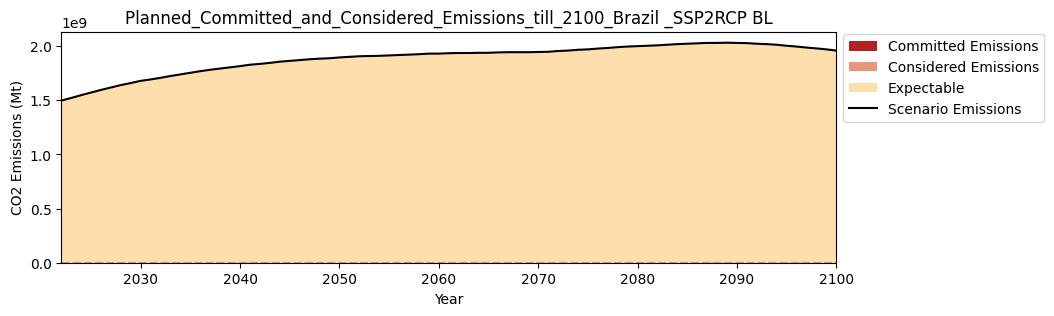 Planned_Committed_and_Considered_Emissions_till_2100_Brazil _SSP2RCP BL
1e9
2.0
1.5
1.0
0.5
0.0
CO2 Emissions (Mt)
2030 2040 2050 2060 2070 2080 2090 2100
Year
Committed Emissions
Considered Emissions
Expectable
Scenario Emissions